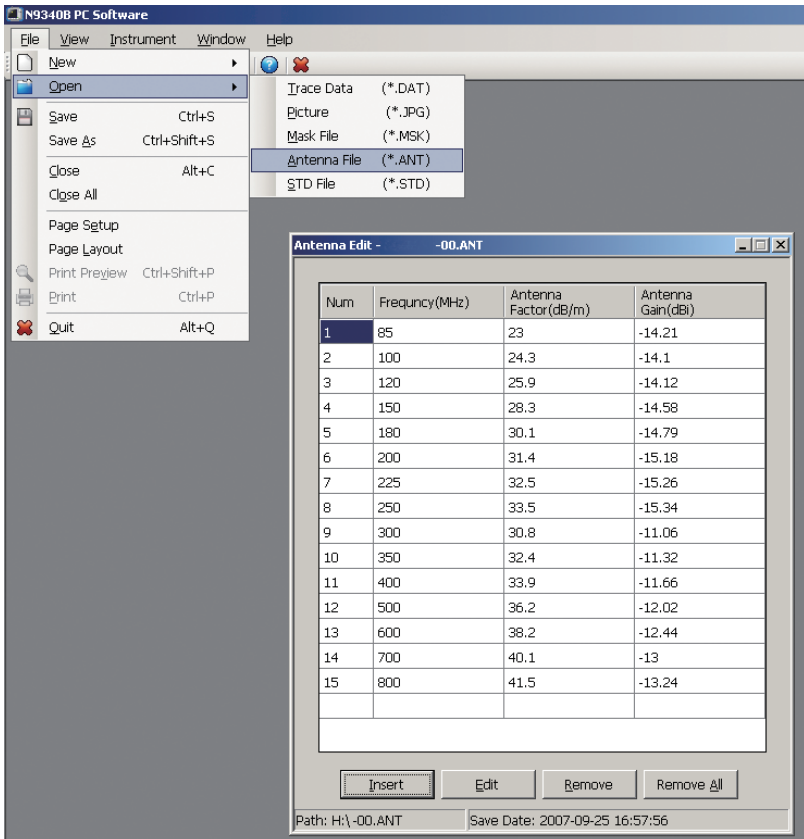 N9340B PC Software
File View Instrument Window Help
New
Open
Save Ctrl+S
Save As Ctrl+Shift+S
Close Alt+C
Close All
Page Setup
Page Layout
Print Preview Ctrl+Shift+P
Print Ctrl+P
Quit Alt+Q
Trace Data (*.DAT)
Picture (*.JPG)
Mask File (*.MSK)
Antenna File (*.ANT)
STD File (*.STD)
Antenna Edit - -00.ANT
Num Frequncy(MHz) Antenna Factor(dB/m) Antenna Gain(dBi)
1 85 23 -14.21
2 100 24.3 -14.1
3 120 25.9 -14.12
4 150 28.3 -14.58
5 180 30.1 -14.79
6 200 31.4 -15.18
7 225 32.5 -15.26
8 250 33.5 -15.34
9 300 30.8 -11.06
10 350 32.4 -11.32
11 400 33.9 -11.66
12 500 36.2 -12.02
13 600 38.2 -12.44
14 700 40.1 -13
15 800 41.5 -13.24
Insert Edit Remove Remove All
Path: H:\-00.ANT Save Date: 2007-09-25 16:57:56